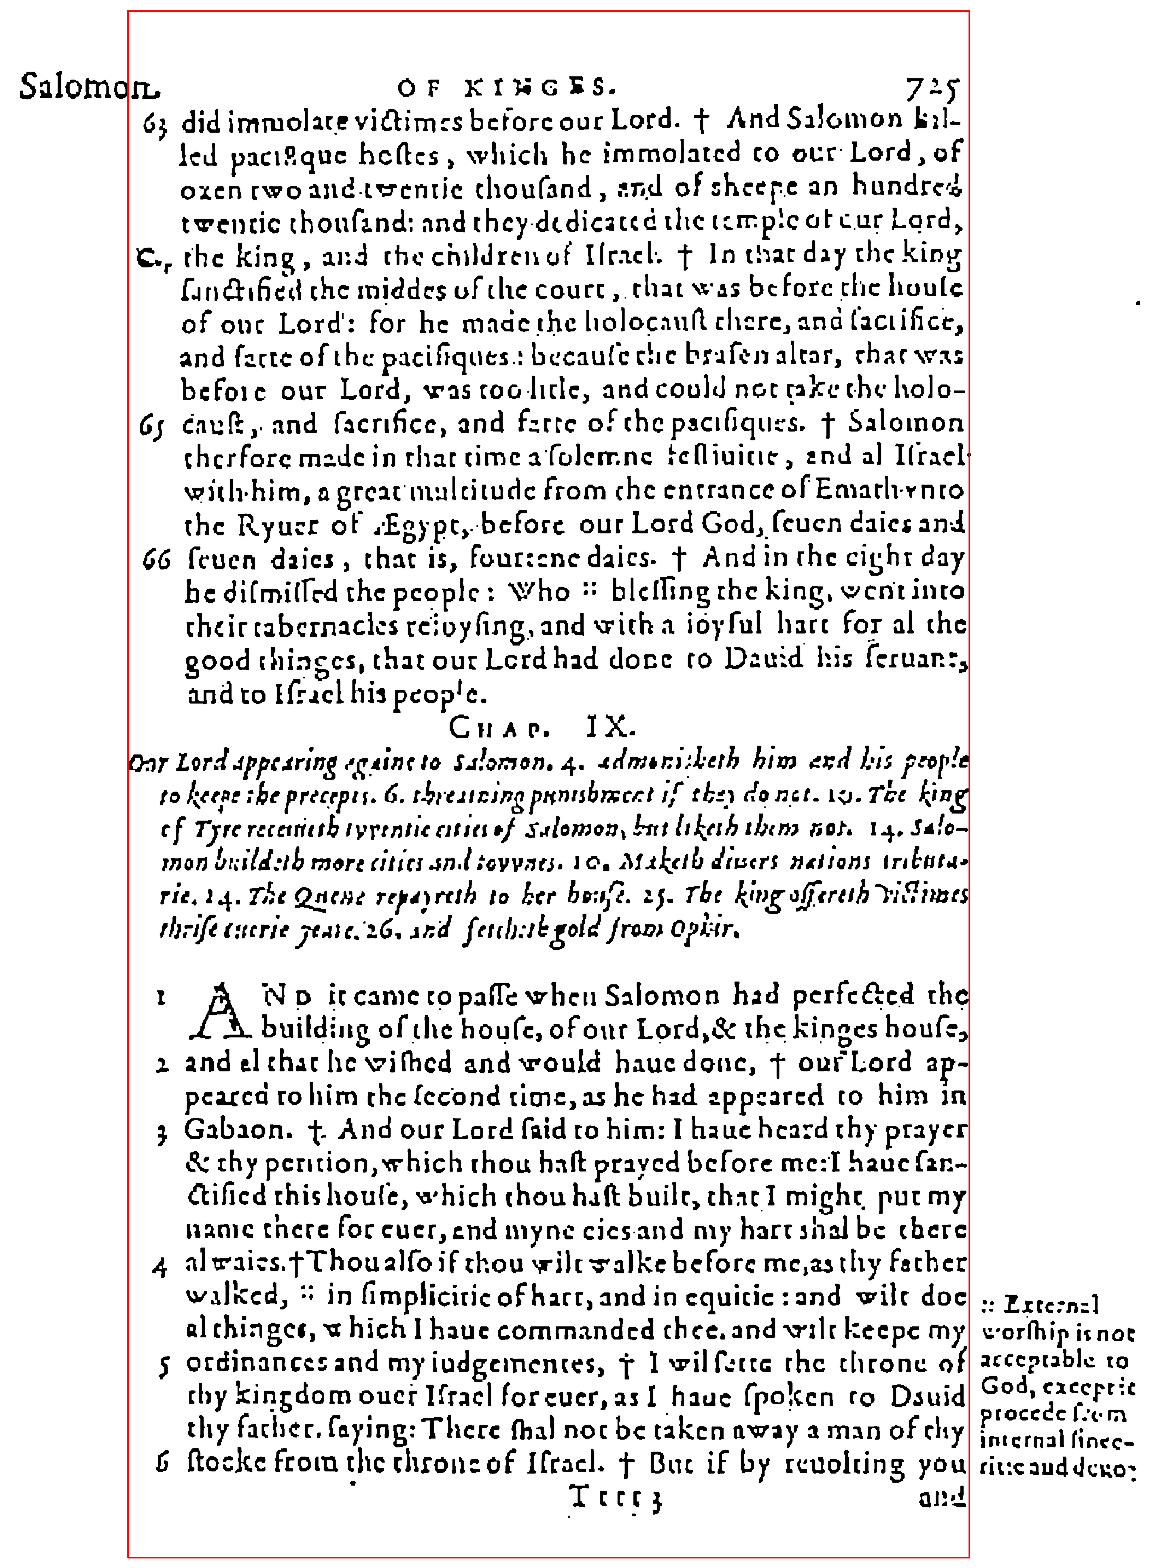 Salomon. OF KINGES. 725
63 did immolate victimes before our Lord. † And Salomon kil-
led pacifique hostes, which he immolated to our Lord, of
oxen two and twentie thousand, and of sheepe an hundred
twentie thousand: and they dedicated the temple of our Lord,
the king, and the children of Israel. † In that day the king
sanctified the middes of the court, that was before the house
of our Lord: for he made the holocaust there, and sacrifice,
and fatte of the pacifiques: because the brasen altar, that was
before our Lord, was too litle, and could not take the holo-
65 caust, and sacrifice, and fatte of the pacifiques. † Salomon
therfore made in that time a solemne festiuitie, and al Israel
with him, a great multitude from the entrance of Emath vnto
the Ryuer of Ægypt, before our Lord God, seuen daies and
66 seuen daies, that is, fourtene daies. † And in the eight day
he dismissed the people: Who :: blessing the king, went into
their tabernacles reioysing, and with a ioyful hart for al the
good thinges, that our Lord had done to Dauid his seruant,
and to Israel his people.
CHAP. IX.
Our Lord appearing againe to Salomon. 4. admonisheth him and his people
to keepe the precepts. 6. threatning punishment if they do not. 10. The king
of Tyre receiueth twentie cities of Salomon, but liketh them not. 14. Salo-
mon buildeth more cities and townes. 20. Maketh diuers nations tributa-
rie. 24. The Quene repayreth to her house. 25. The king offereth victimes
thrise euerie yeare. 26. and fetcheth gold from Ophir.
1 AND it came to passe when Salomon had perfected the
building of the house, of our Lord, & the kinges house,
2 and al that he wished and would haue done, † our Lord ap-
peared to him the second time, as he had appeared to him in
3 Gabaon. † And our Lord said to him: I haue heard thy prayer
& thy petition, which thou hast prayed before me: I haue san-
ctified this house, which thou hast built, that I might put my
name there for euer, and myne eies and my hart shal be there
4 alwaies. † Thou also if thou wilt walke before me, as thy father
walked, :: in simplicitie of hart, and in equitie: and wilt doe
al thinges, which I haue commanded thee. and wilt keepe my
5 ordinances and my iudgementes, † I wil sette the throne of
thy kingdom ouer Israel for euer, as I haue spoken to Dauid
thy father. saying: There shal not be taken away a man of thy
6 stocke from the throne of Israel. † But if by reuolting you
:: External
worship is not
acceptable to
God, except it
procede from
internal since-
ritie and deuo-
Tttt 3 and